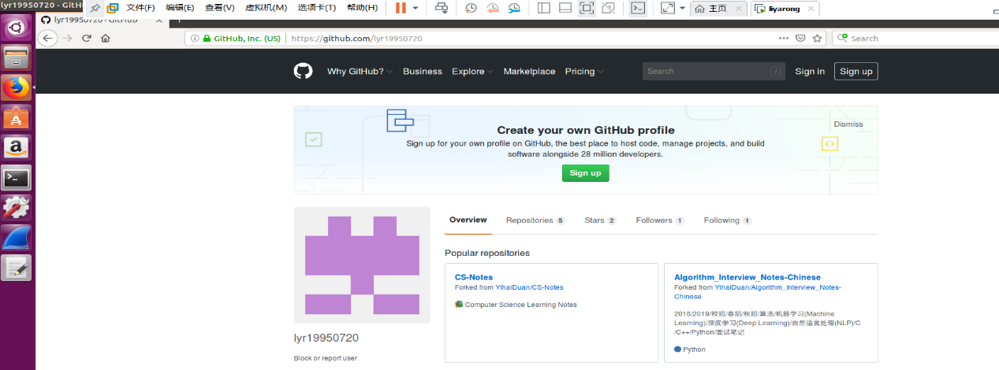 lyr19950720 - GitH
文件(F) 编辑(E) 查看(V) 虚拟机(M) 选项卡(T) 帮助(H) 主页 liyarong
lyr19950720 · GitHub
GitHub, Inc. (US) https://github.com/lyr19950720 Search
Why GitHub? Business Explore Marketplace Pricing Search / Sign in Sign up
Create your own GitHub profile
Dismiss
Sign up for your own profile on GitHub, the best place to host code, manage projects, and build
software alongside 28 million developers.
Sign up
Overview Repositories 5 Stars 2 Followers 1 Following 1
Popular repositories
CS-Notes
Forked from YihaiDuan/CS-Notes
Computer Science Learning Notes
Algorithm_Interview_Notes-Chinese
Forked from YihaiDuan/Algorithm_Interview_Notes-
Chinese
2018/2019/校招/春招/秋招/算法/机器学习(Machine
Learning)/深度学习(Deep Learning)/自然语言处理(NLP)/C
/C++/Python/面试笔记
Python
lyr19950720
Block or report user